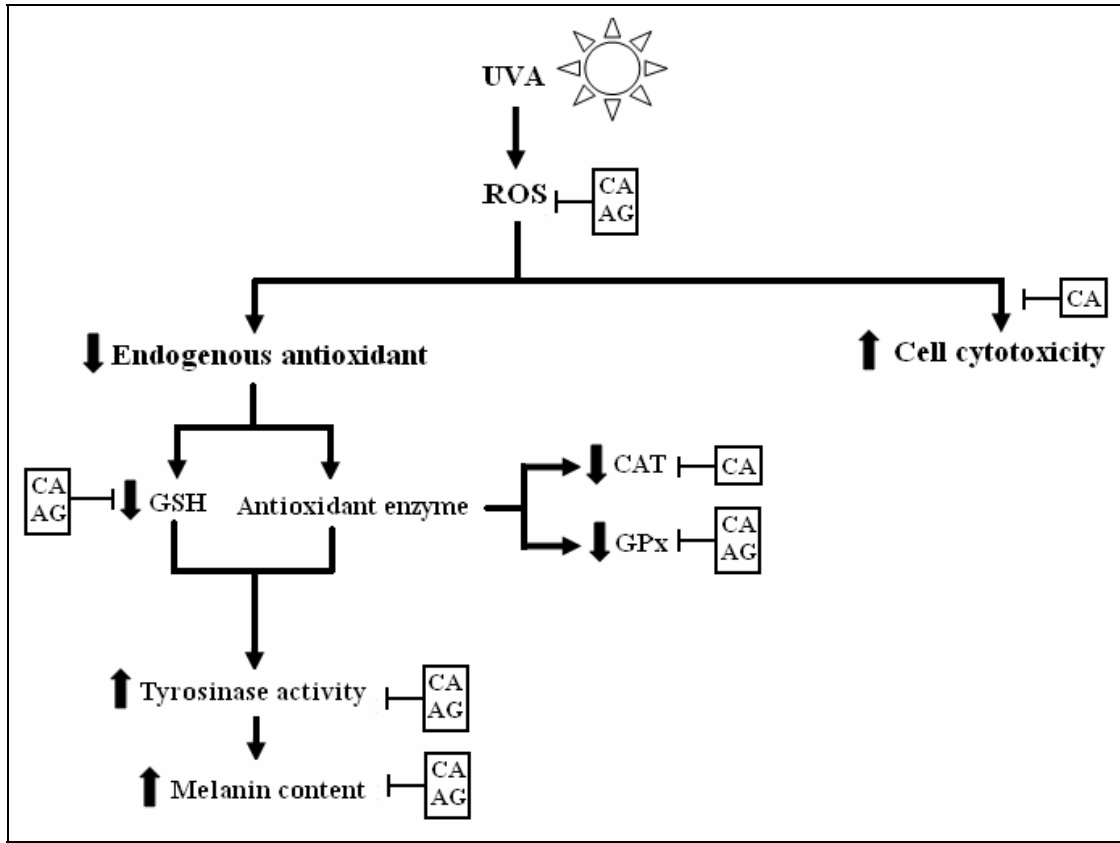 UVA
ROS
CA
AG
CA
Endogenous antioxidant
Cell cytotoxicity
CA
AG
GSH
Antioxidant enzyme
CAT
CA
GPx
CA
AG
Tyrosinase activity
CA
AG
Melanin content
CA
AG